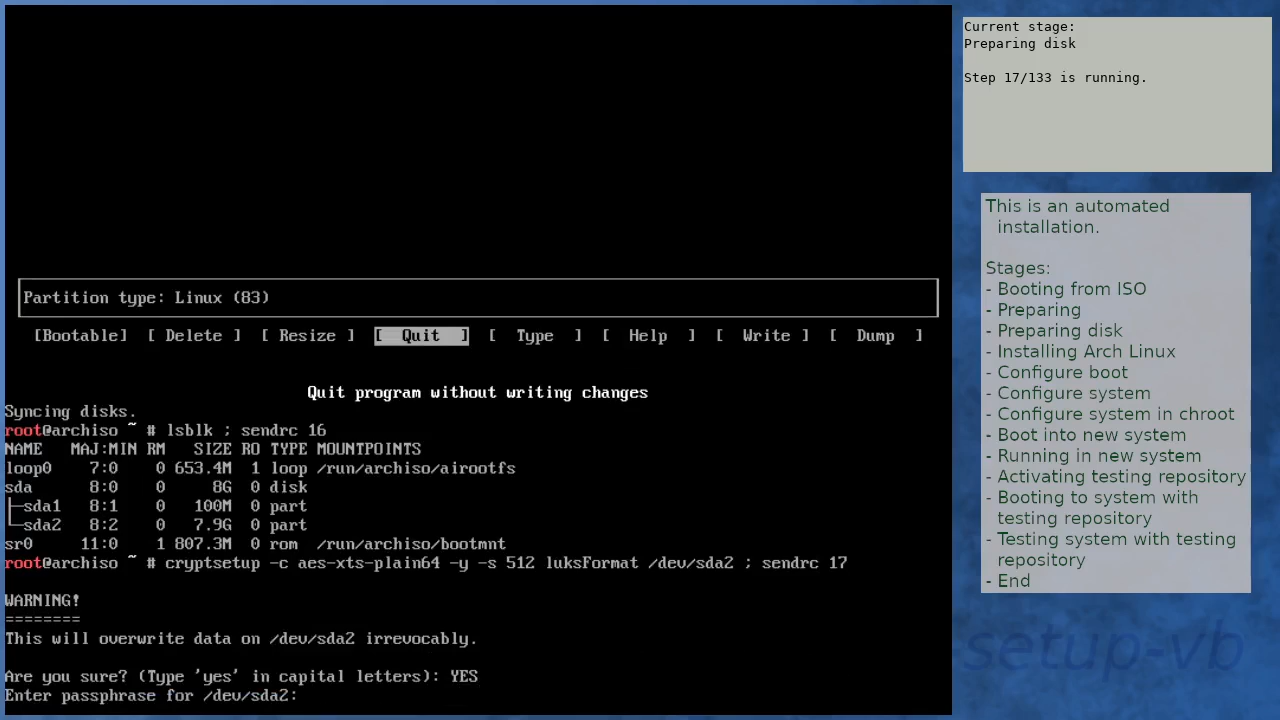 Partition type: Linux (83)
[Bootable] [ Delete ] [ Resize ] [ Quit ] [ Type ] [ Help ] [ Write ] [ Dump ]
Quit program without writing changes
Syncing disks.
root@archiso ~ # lsblk ; sendrc 16
NAME MAJ:MIN RM SIZE RO TYPE MOUNTPOINTS
loop0 7:0 0 653.4M 1 loop /run/archiso/airootfs
sda 8:0 0 8G 0 disk
├─sda1 8:1 0 100M 0 part
└─sda2 8:2 0 7.9G 0 part
sr0 11:0 1 807.3M 0 rom /run/archiso/bootmnt
root@archiso ~ # cryptsetup -c aes-xts-plain64 -y -s 512 luksFormat /dev/sda2 ; sendrc 17
WARNING!
========
This will overwrite data on /dev/sda2 irrevocably.
Are you sure? (Type 'yes' in capital letters): YES
Enter passphrase for /dev/sda2:
Current stage:
Preparing disk
Step 17/133 is running.
This is an automated
installation.
Stages:
- Booting from ISO
- Preparing
- Preparing disk
- Installing Arch Linux
- Configure boot
- Configure system
- Configure system in chroot
- Boot into new system
- Running in new system
- Activating testing repository
- Booting to system with
testing repository
- Testing system with testing
repository
- End
setup-vb